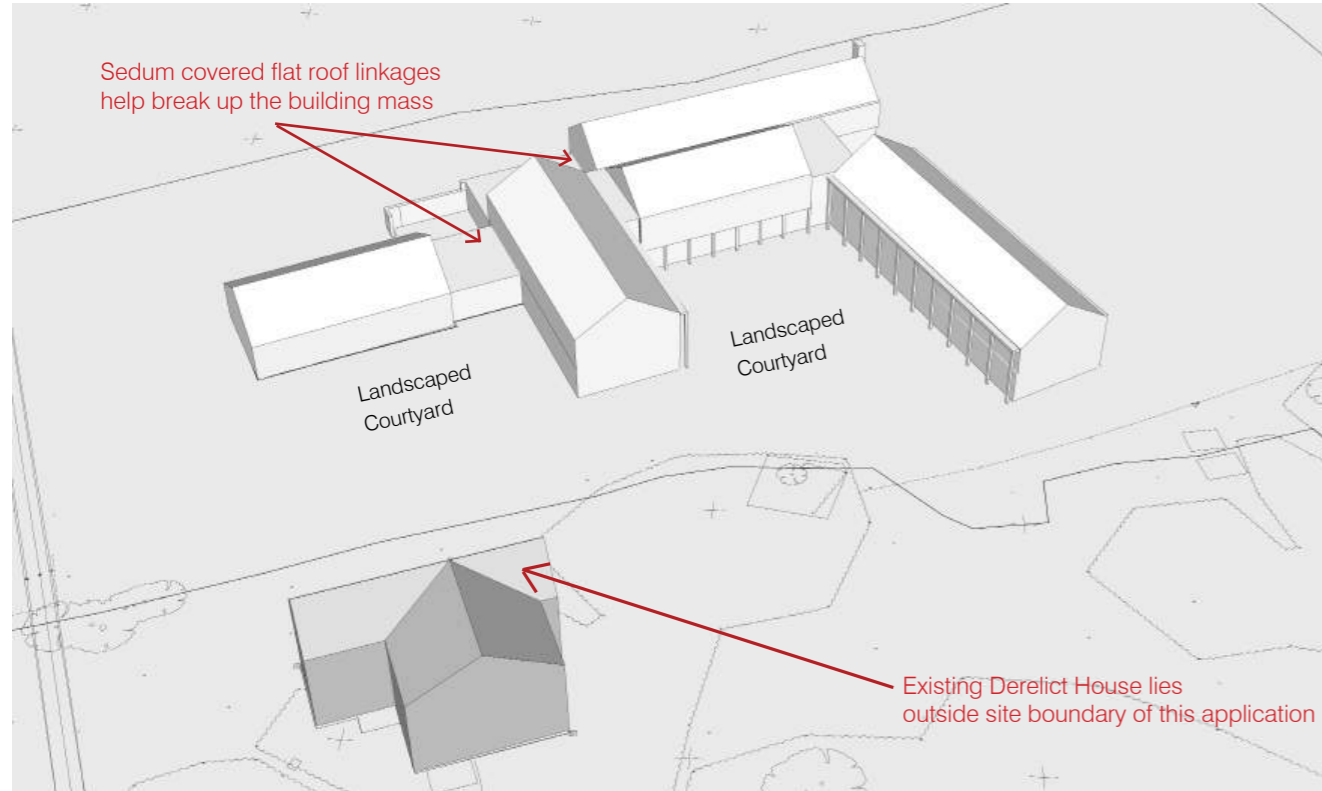 Sedum covered flat roof linkages
help break up the building mass
Landscaped
Courtyard
Landscaped
Courtyard
Existing Derelict House lies
outside site boundary of this application